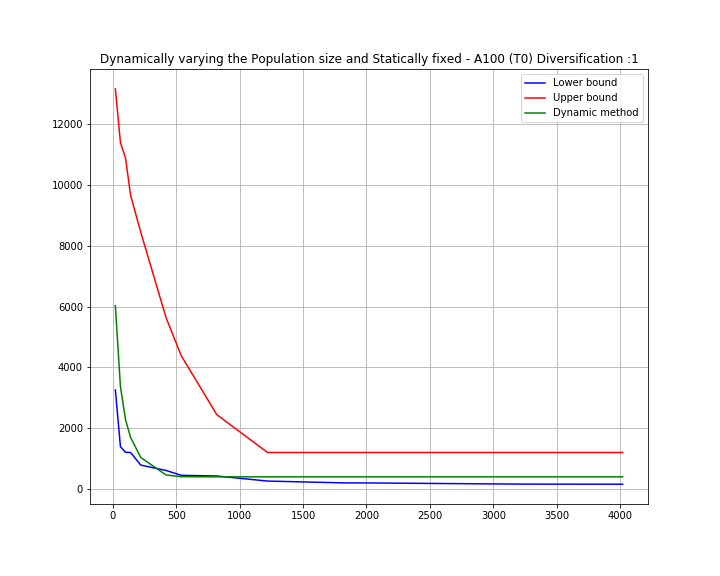 Dynamically varying the Population size and Statically fixed - A100 (T0) Diversification :1
Lower bound
Upper bound
Dynamic method
12000
10000
8000
6000
4000
2000
0
0 500 1000 1500 2000 2500 3000 3500 4000